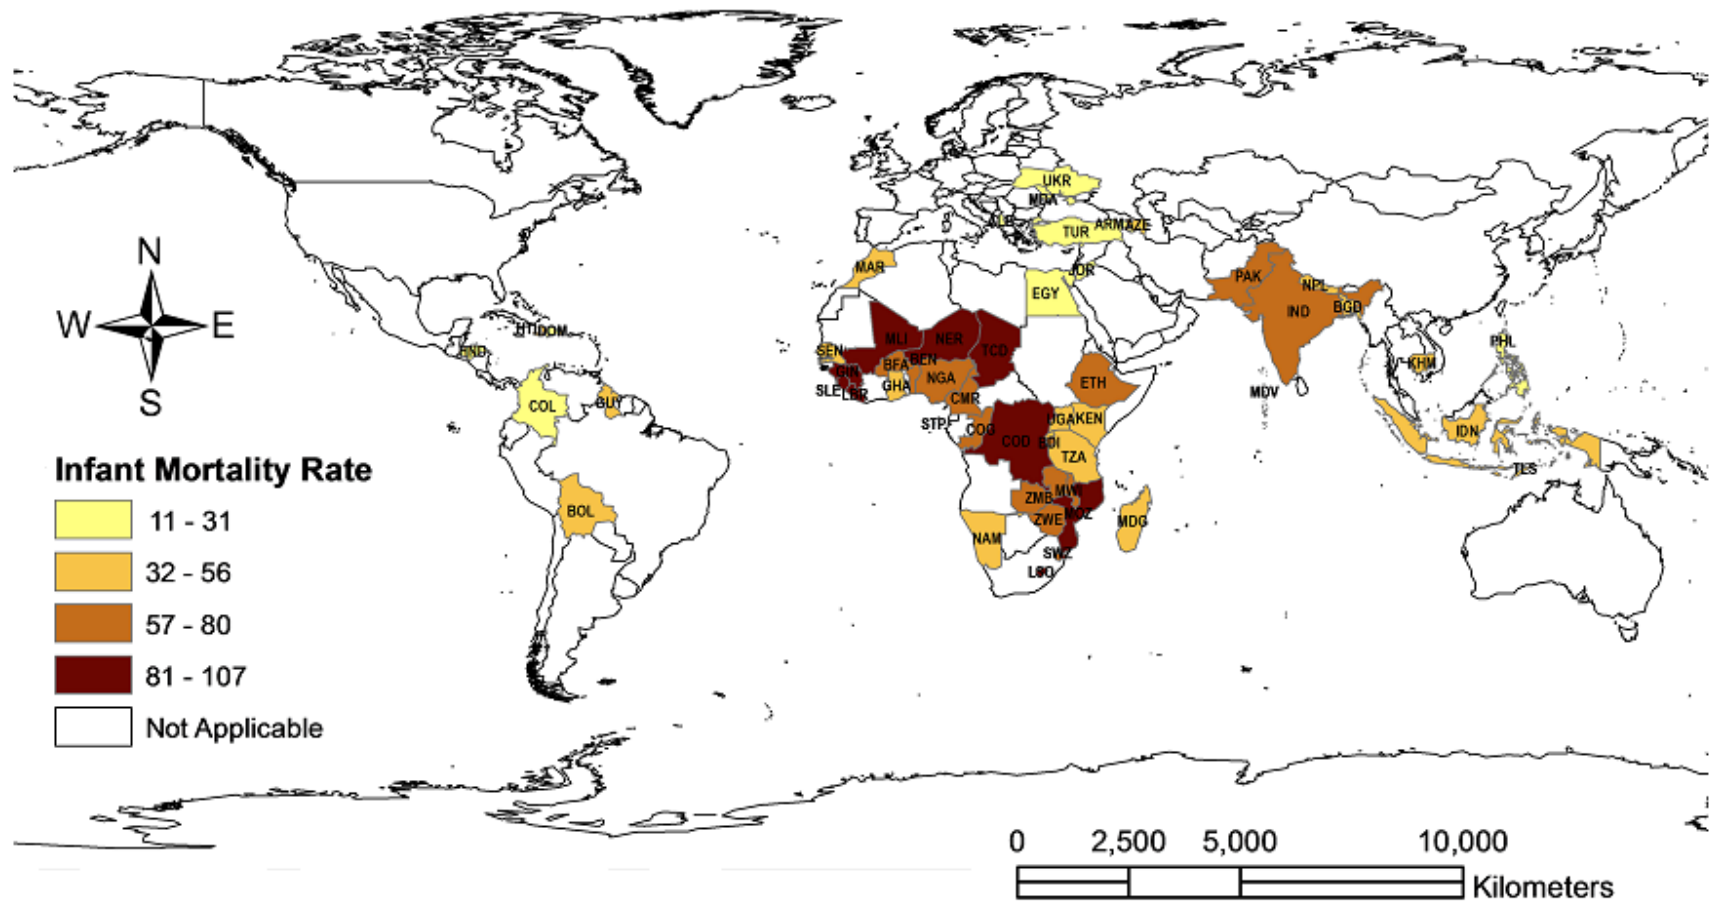 N
W E
S
UKR
MDA
ALB
TUR
ARM
AZE
MAR
JOR
EGY
PAK
NPL
IND
BGD
HTI
DOM
HND
MLI
NER
TCD
SEN
GIN
BFA
BEN
PHL
KHM
SLE
LBR
GHA
NGA
CMR
ETH
MDV
COL
GUY
STP
COG
COD
UGA
KEN
BDI
TZA
IDN
TLS
BOL
ZMB
MWI
MOZ
ZWE
MDG
NAM
SWZ
LSO
Infant Mortality Rate
11 - 31
32 - 56
57 - 80
81 - 107
Not Applicable
0 2,500 5,000 10,000
Kilometers